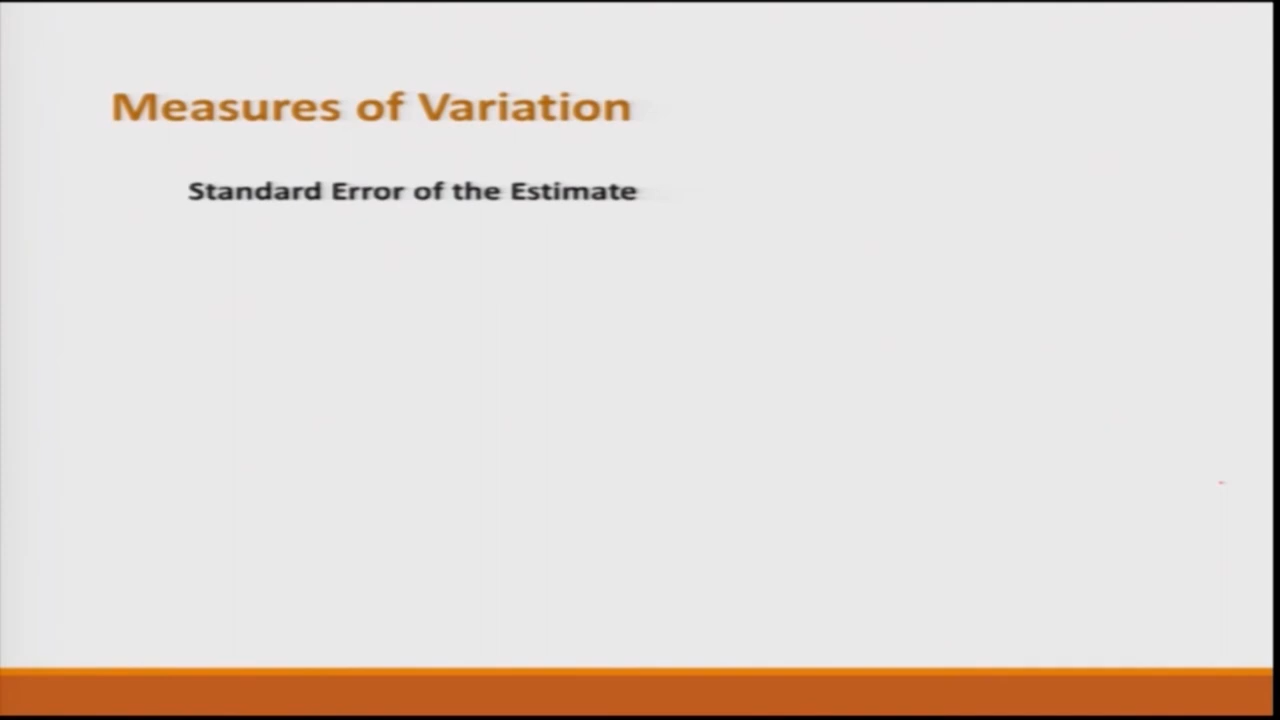 Measures of Variation
Standard Error of the Estimate